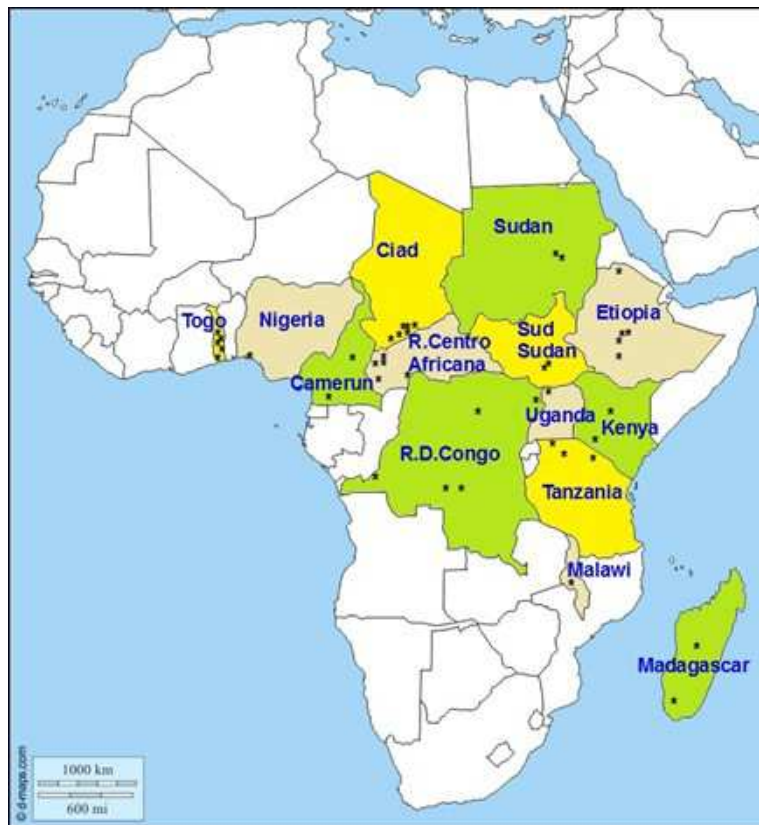 Sudan
Ciad
Togo
Nigeria
Etiopia
Sud
Sudan
R.Centro
Africana
Camerun
Uganda
Kenya
R.D.Congo
Tanzania
Malawi
Madagascar
1000 km
600 mi
© d-maps.com